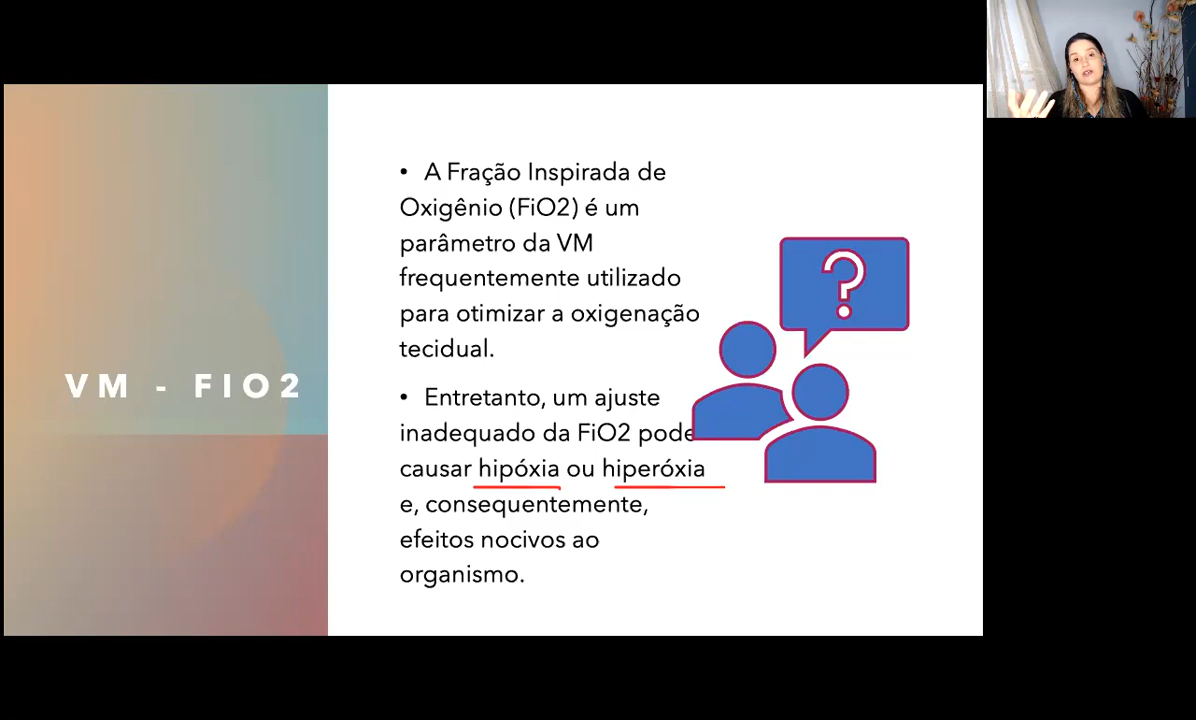 VM - FIO2
• A Fração Inspirada de
Oxigênio (FiO2) é um
parâmetro da VM
frequentemente utilizado
para otimizar a oxigenação
tecidual.
• Entretanto, um ajuste
inadequado da FiO2 pode
causar hipóxia ou hiperóxia
e, consequentemente,
efeitos nocivos ao
organismo.
?